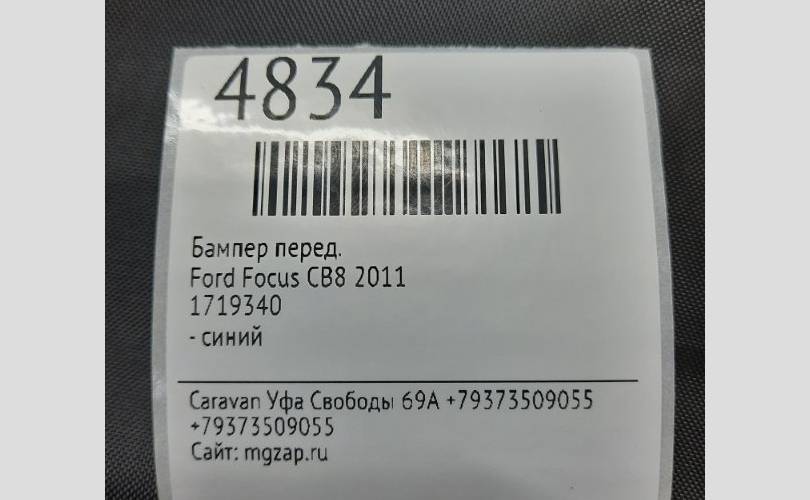 4834
Бампер перед.
Ford Focus CB8 2011
1719340
- синий
Caravan Уфа Свободы 69А +79373509055
+79373509055
Сайт: mgzap.ru